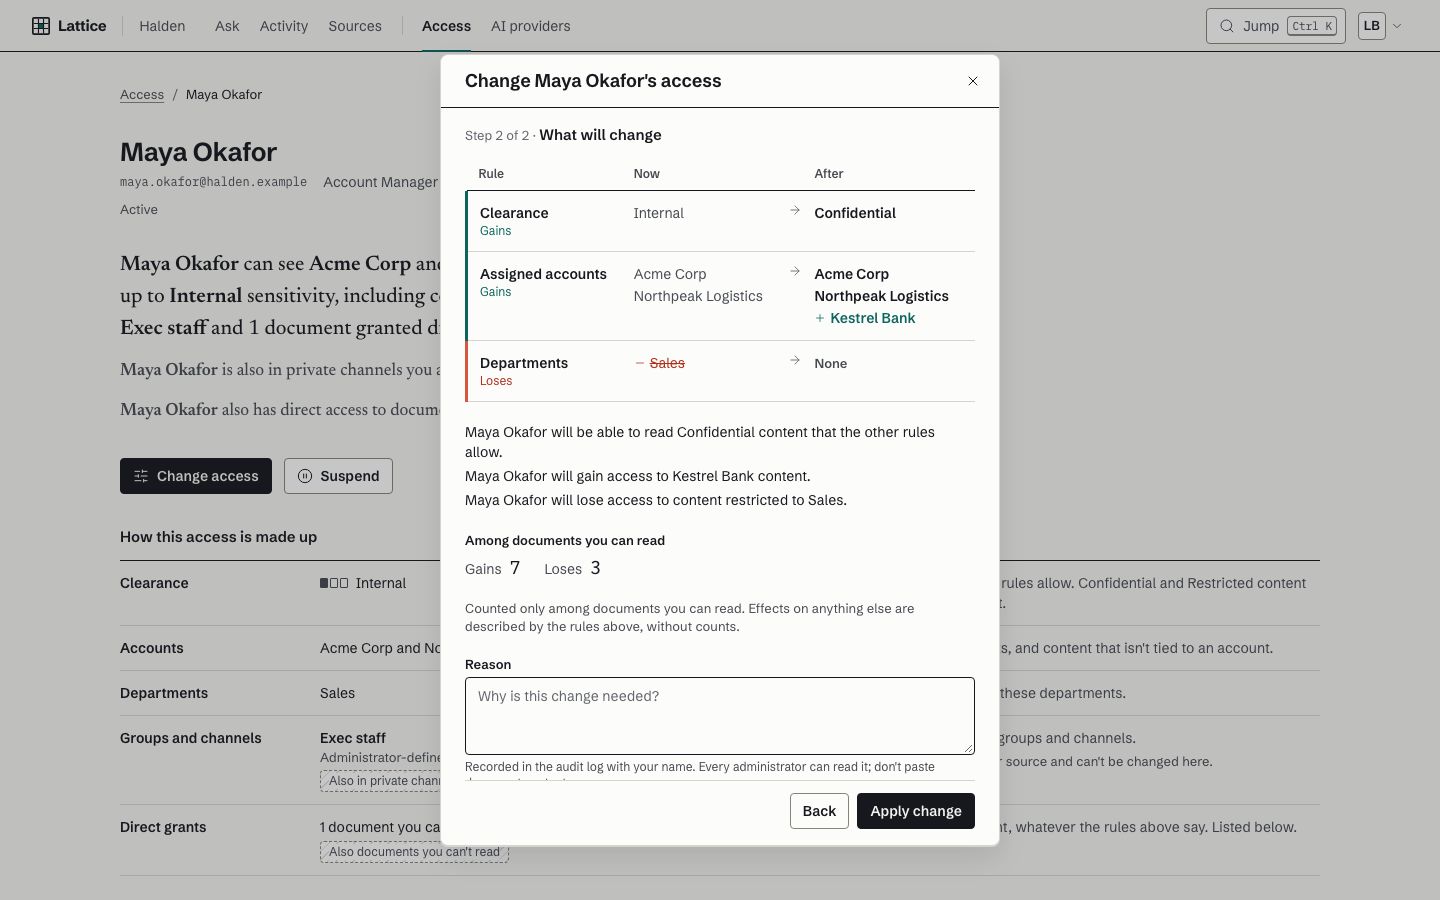 Lattice Halden Ask Activity Sources Access AI providers Jump Ctrl K LB
Access / Maya Okafor
Maya Okafor
maya.okafor@halden.example Account Manager
Active
Maya Okafor can see Acme Corp and
up to Internal sensitivity, including
Exec staff and 1 document granted
Maya Okafor is also in private channels you
Maya Okafor also has direct access to
Change access
Suspend
How this access is made up
Clearance Internal rules allow. Confidential and Restricted content
Accounts Acme Corp and and content that isn't tied to an account.
Departments Sales these departments.
Groups and channels Exec staff groups and channels.
source and can't be changed here.
Also in private
Direct grants 1 document you whatever the rules above say. Listed below.
Also documents you can't read
Change Maya Okafor's access
Step 2 of 2 · What will change
Rule Now After
Clearance Internal → Confidential
Gains
Assigned accounts Acme Corp → Acme Corp
Gains Northpeak Logistics Northpeak Logistics
+ Kestrel Bank
Departments − Sales → None
Loses
Maya Okafor will be able to read Confidential content that the other rules
allow.
Maya Okafor will gain access to Kestrel Bank content.
Maya Okafor will lose access to content restricted to Sales.
Among documents you can read
Gains 7 Loses 3
Counted only among documents you can read. Effects on anything else are
described by the rules above, without counts.
Reason
Why is this change needed?
Recorded in the audit log with your name. Every administrator can read it; don't paste
Back
Apply change